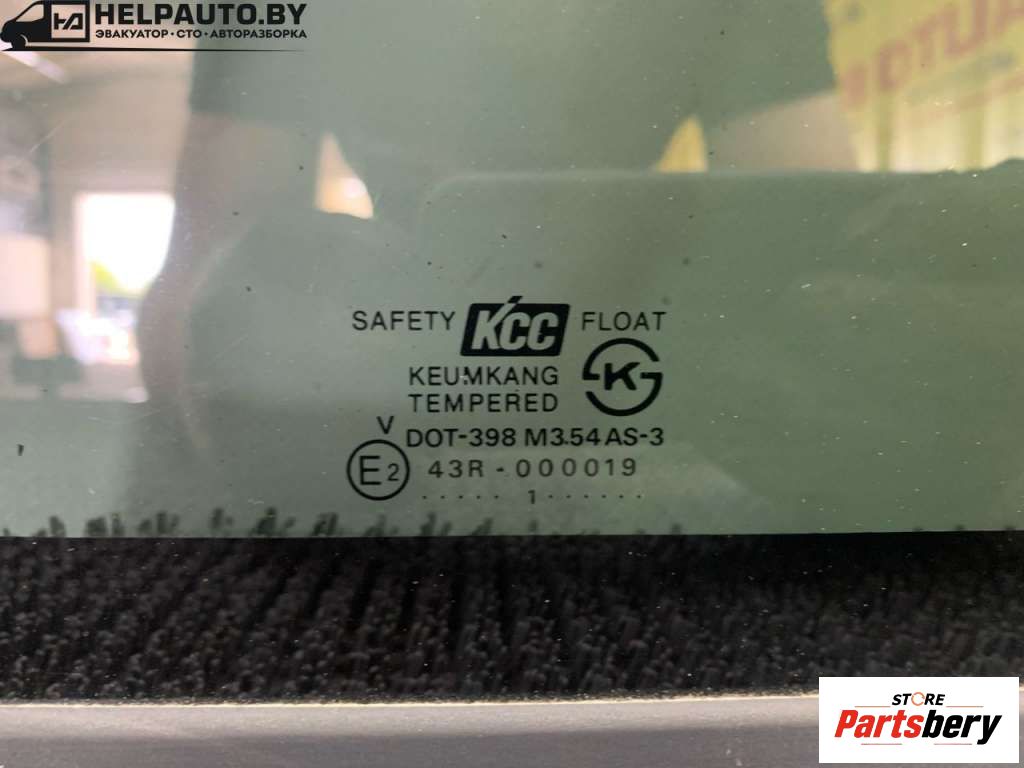 HELPAUTO.BY
ЭВАКУАТОР·СТО·АВТОРАЗБОРКА
SAFETY KCC FLOAT
KEUMKANG
TEMPERED
K
V
DOT-398 M3.54 AS-3
E2 43R-000019
..... 1 ......
STORE
Partsbery